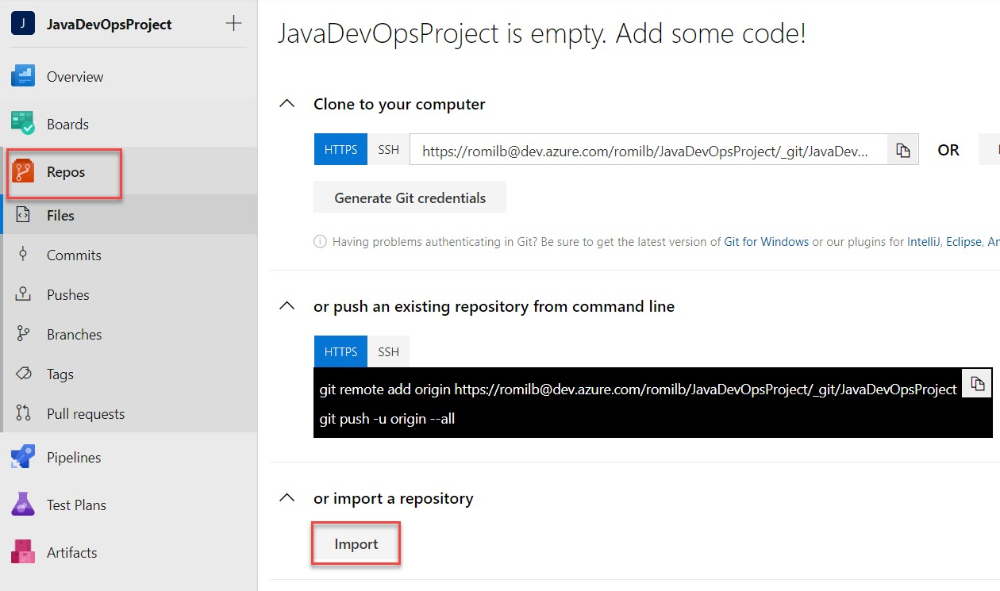 J JavaDevOpsProject
Overview
Boards
Repos
Files
Commits
Pushes
Branches
Tags
Pull requests
Pipelines
Test Plans
Artifacts
JavaDevOpsProject is empty. Add some code!
Clone to your computer
HTTPS SSH https://romilb@dev.azure.com/romilb/JavaDevOpsProject/_git/JavaDev... OR
Generate Git credentials
Having problems authenticating in Git? Be sure to get the latest version of Git for Windows or our plugins for IntelliJ, Eclipse, An
or push an existing repository from command line
HTTPS SSH
git remote add origin https://romilb@dev.azure.com/romilb/JavaDevOpsProject/_git/JavaDevOpsProject
git push -u origin --all
or import a repository
Import